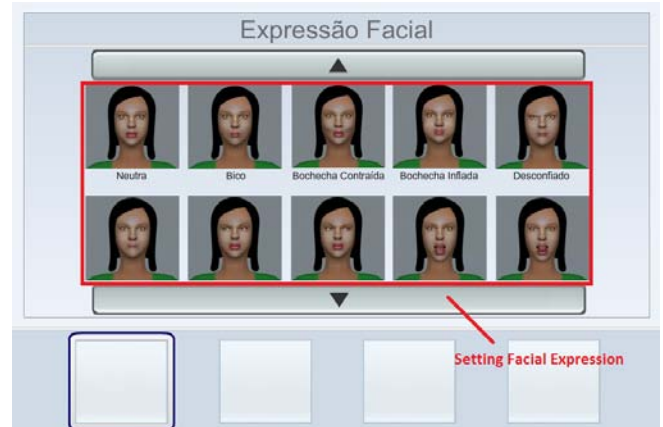 Expressão Facial
Neutra
Bico
Bochecha Contraída
Bochecha Inflada
Desconfiado
Setting Facial Expression